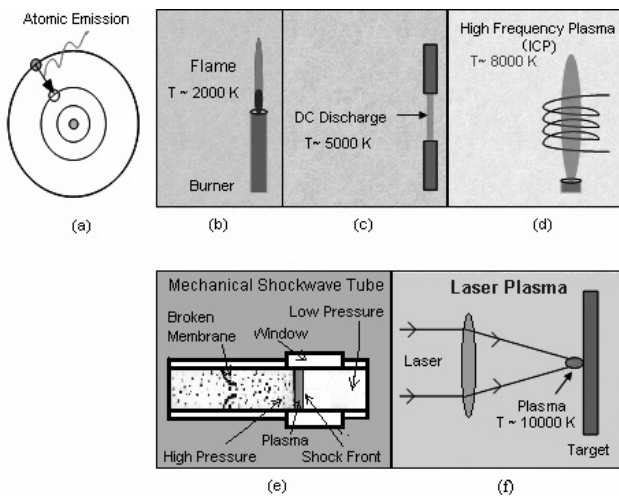 Atomic Emission
(a)
Flame
T ~ 2000 K
Burner
(b)
DC Discharge
T~ 5000 K
(c)
High Frequency Plasma
(ICP)
T~ 8000 K
(d)
Mechanical Shockwave Tube
Broken
Membrane
Window
Low Pressure
High Pressure
Plasma
Shock Front
(e)
Laser Plasma
Laser
Plasma
T ~ 10000 K
Target
(f)